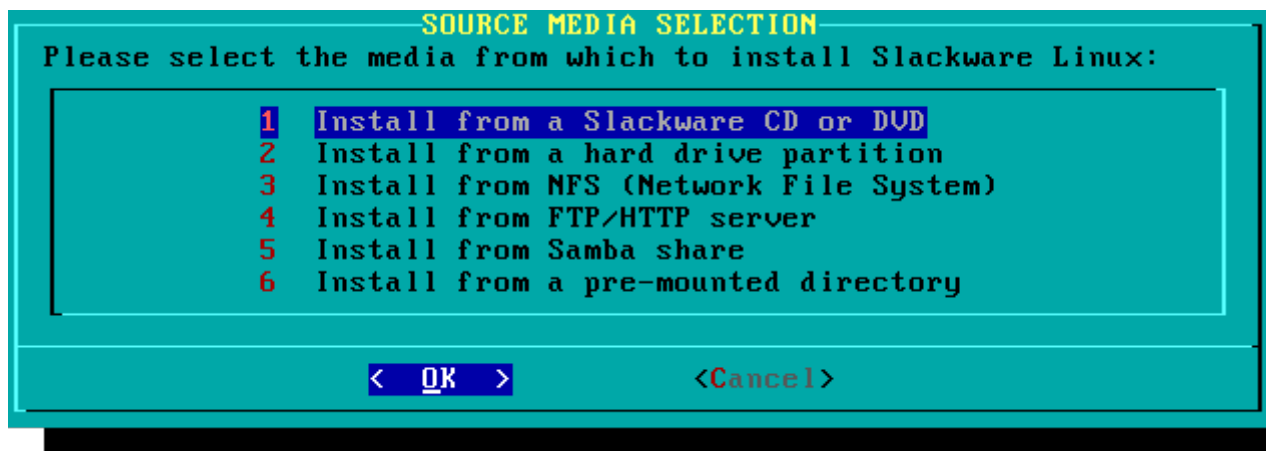 SOURCE MEDIA SELECTION
Please select the media from which to install Slackware Linux:
1 Install from a Slackware CD or DVD
2 Install from a hard drive partition
3 Install from NFS (Network File System)
4 Install from FTP/HTTP server
5 Install from Samba share
6 Install from a pre-mounted directory
< OK > <Cancel>